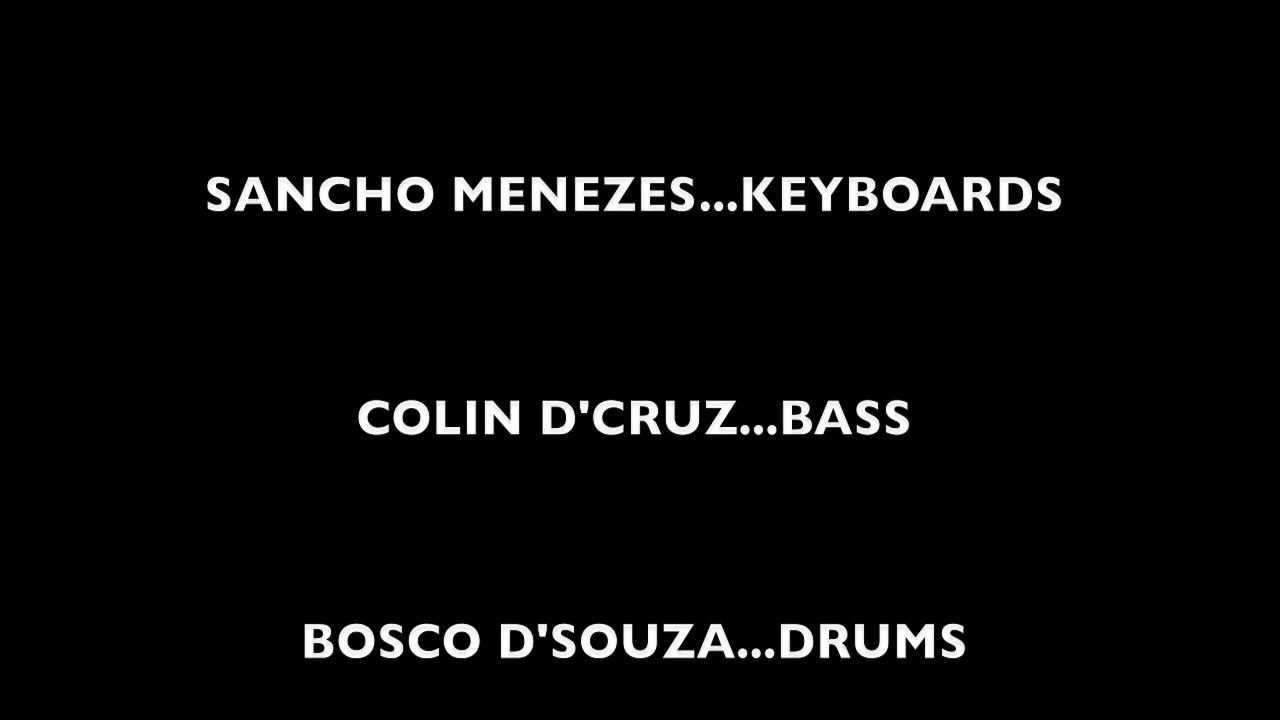 SANCHO MENEZES...KEYBOARDS
COLIN D'CRUZ...BASS
BOSCO D'SOUZA...DRUMS